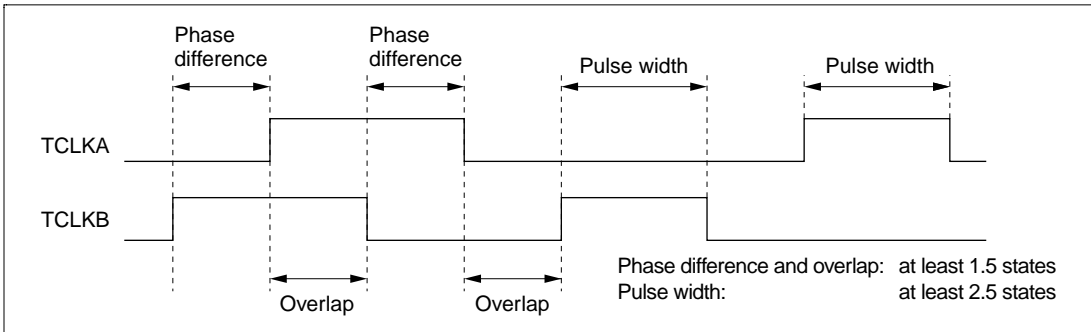 Phase
difference
Phase
difference
Pulse width
Pulse width
TCLKA
TCLKB
Overlap
Overlap
Phase difference and overlap: at least 1.5 states
Pulse width: at least 2.5 states